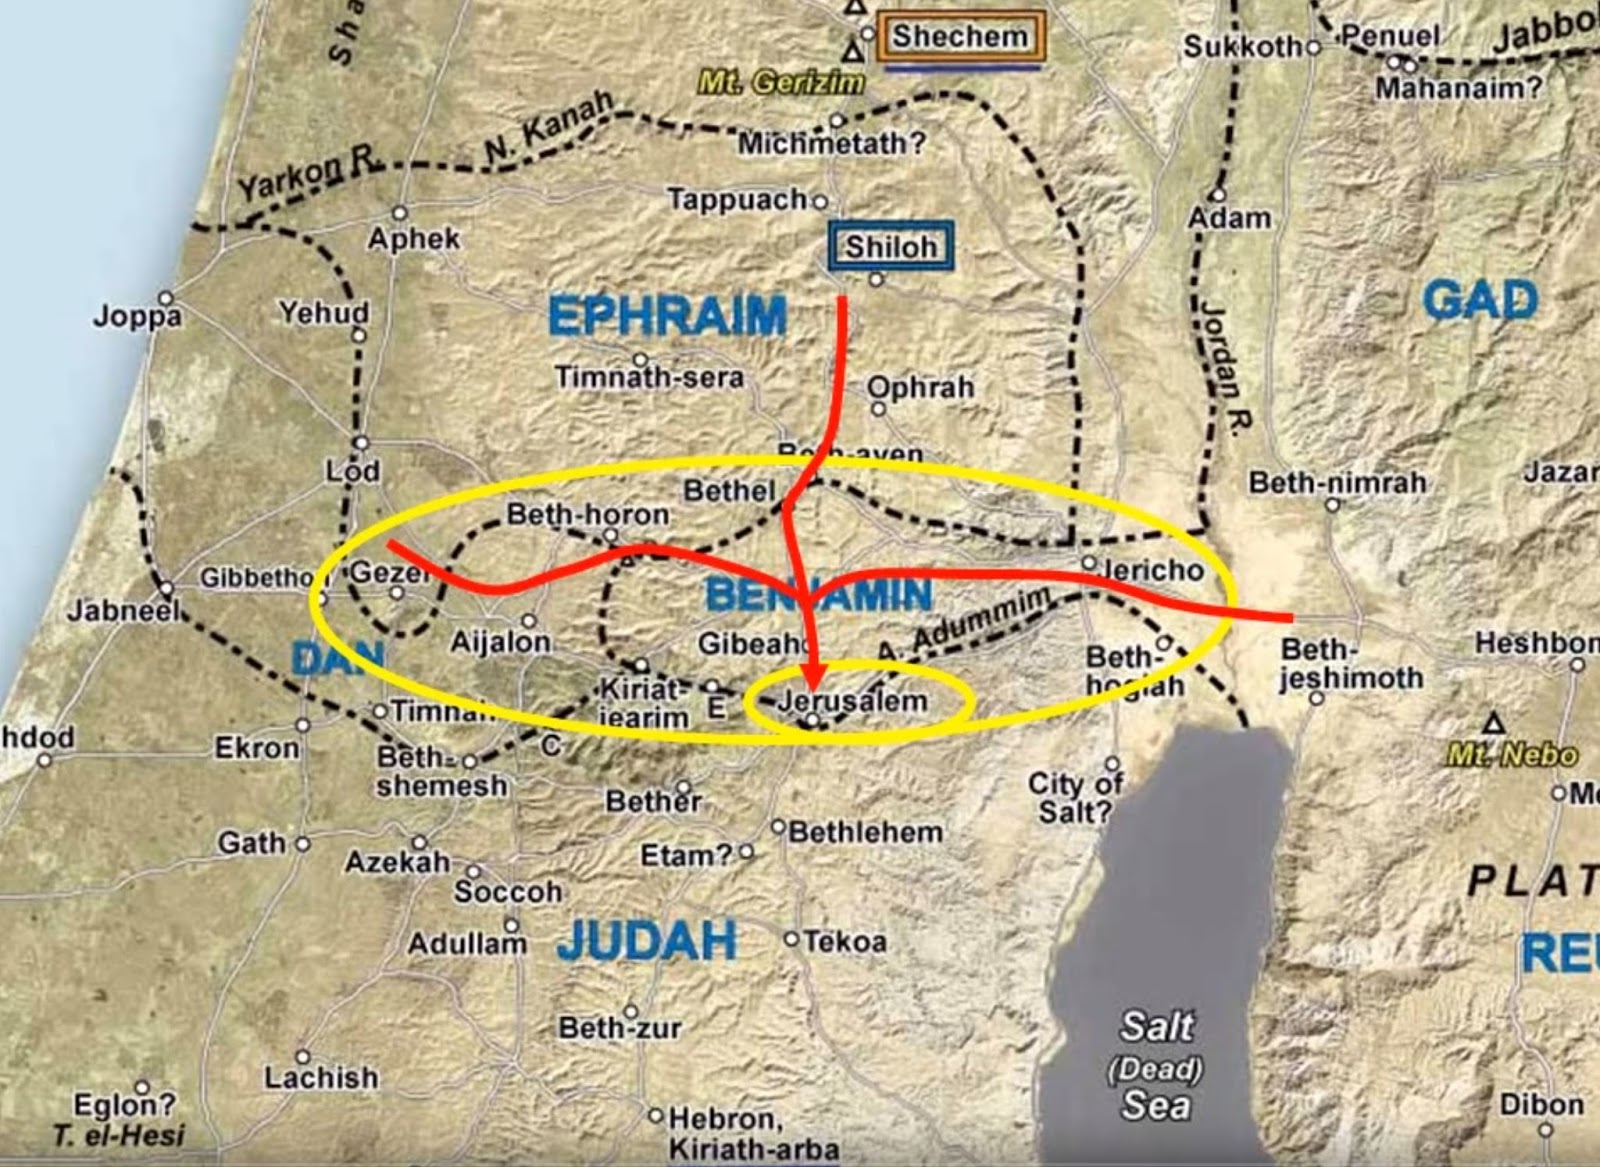 Sha
Shechem
Mt. Gerizim
Sukkoth
Penuel
Jabbo
Mahanaim?
N. Kanah
Michmetath?
Yarkon R.
Tappuach
Adam
Aphek
Shiloh
Joppa
Yehud
EPHRAIM
GAD
Jordan R.
Timnath-sera
Ophrah
Lod
Beth-aven
Bethel
Beth-nimrah
Jazer
Beth-horon
Gibbethon
Gezer
BENJAMIN
Jericho
Jabneel
Aijalon
Gibeah
A. Adummim
DAN
Beth-
hoglah
Beth-
jeshimoth
Heshbon
Kiriat-
jearim
E
Jerusalem
Timnah
hdod
Ekron
C
Beth-
shemesh
Mt. Nebo
City of
Salt?
Me
Bether
Bethlehem
Gath
Azekah
Etam?
Soccoh
PLAT
Adullam
JUDAH
Tekoa
REU
Beth-zur
Salt
(Dead)
Sea
Lachish
Eglon?
T. el-Hesi
Hebron,
Kiriath-arba
Dibon